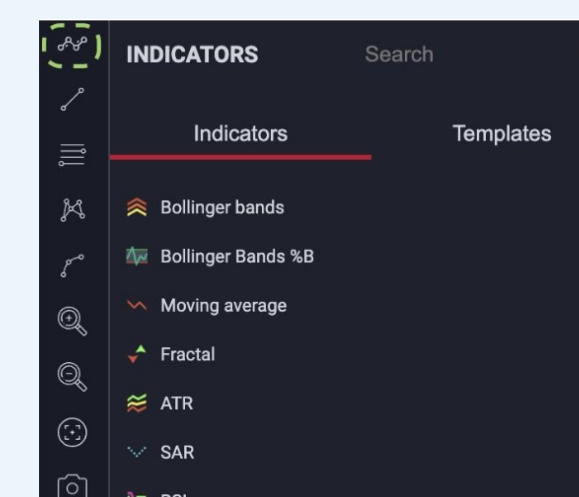 INDICATORS Search
Indicators Templates
Bollinger bands
Bollinger Bands %B
Moving average
Fractal
ATR
SAR